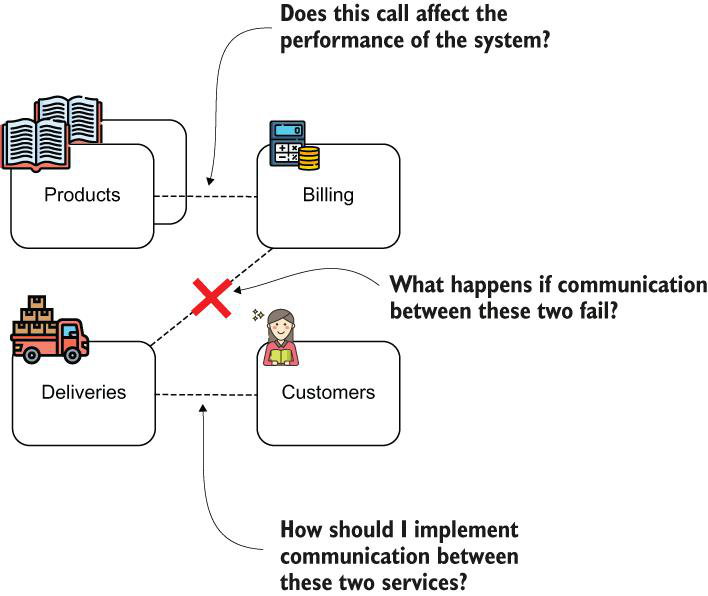 Does this call affect the
performance of the system?
Products
Billing
What happens if communication
between these two fail?
Deliveries
Customers
How should I implement
communication between
these two services?